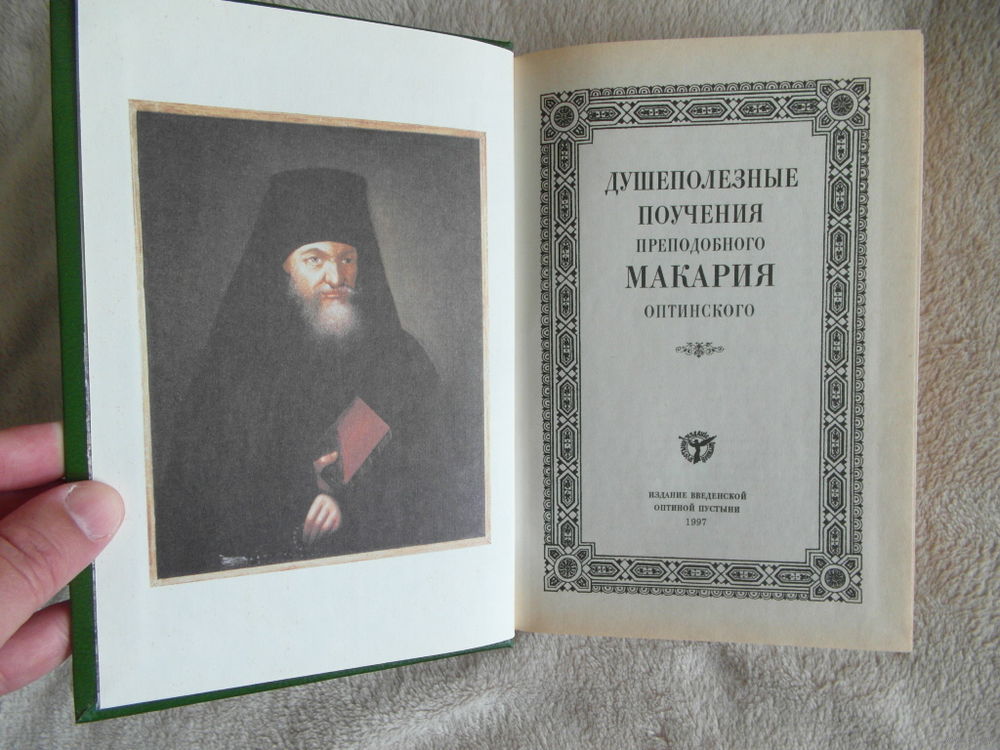 ДУШЕПОЛЕЗНЫЕ
ПОУЧЕНИЯ
ПРЕПОДОБНОГО
МАКАРИЯ
ОПТИНСКОГО
ИЗДАНИЕ ВВЕДЕНСКОЙ
ОПТИНОЙ ПУСТЫНИ
1997